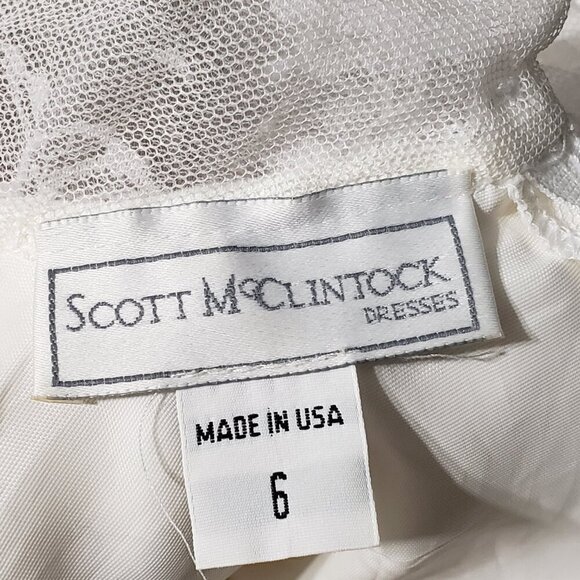 SCOTT McCLINTOCK
DRESSES
MADE IN USA
6